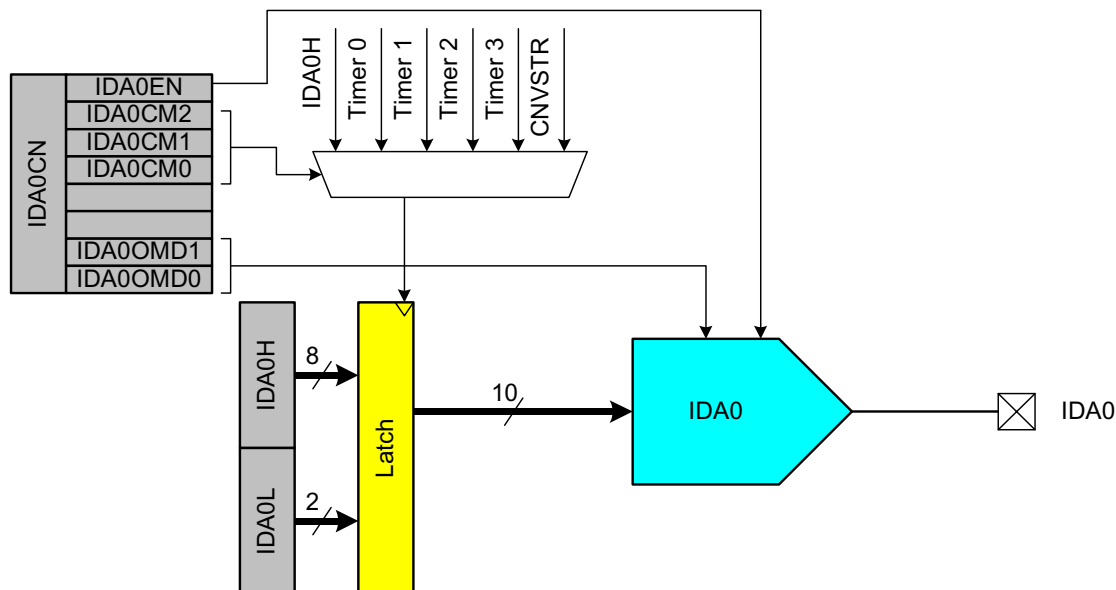 IDA0CN
IDA0EN
IDA0CM2
IDA0CM1
IDA0CM0
IDA0OMD1
IDA0OMD0
IDA0H
Timer 0
Timer 1
Timer 2
Timer 3
CNVSTR
IDA0H
8
IDA0L
2
Latch
10
IDA0
IDA0